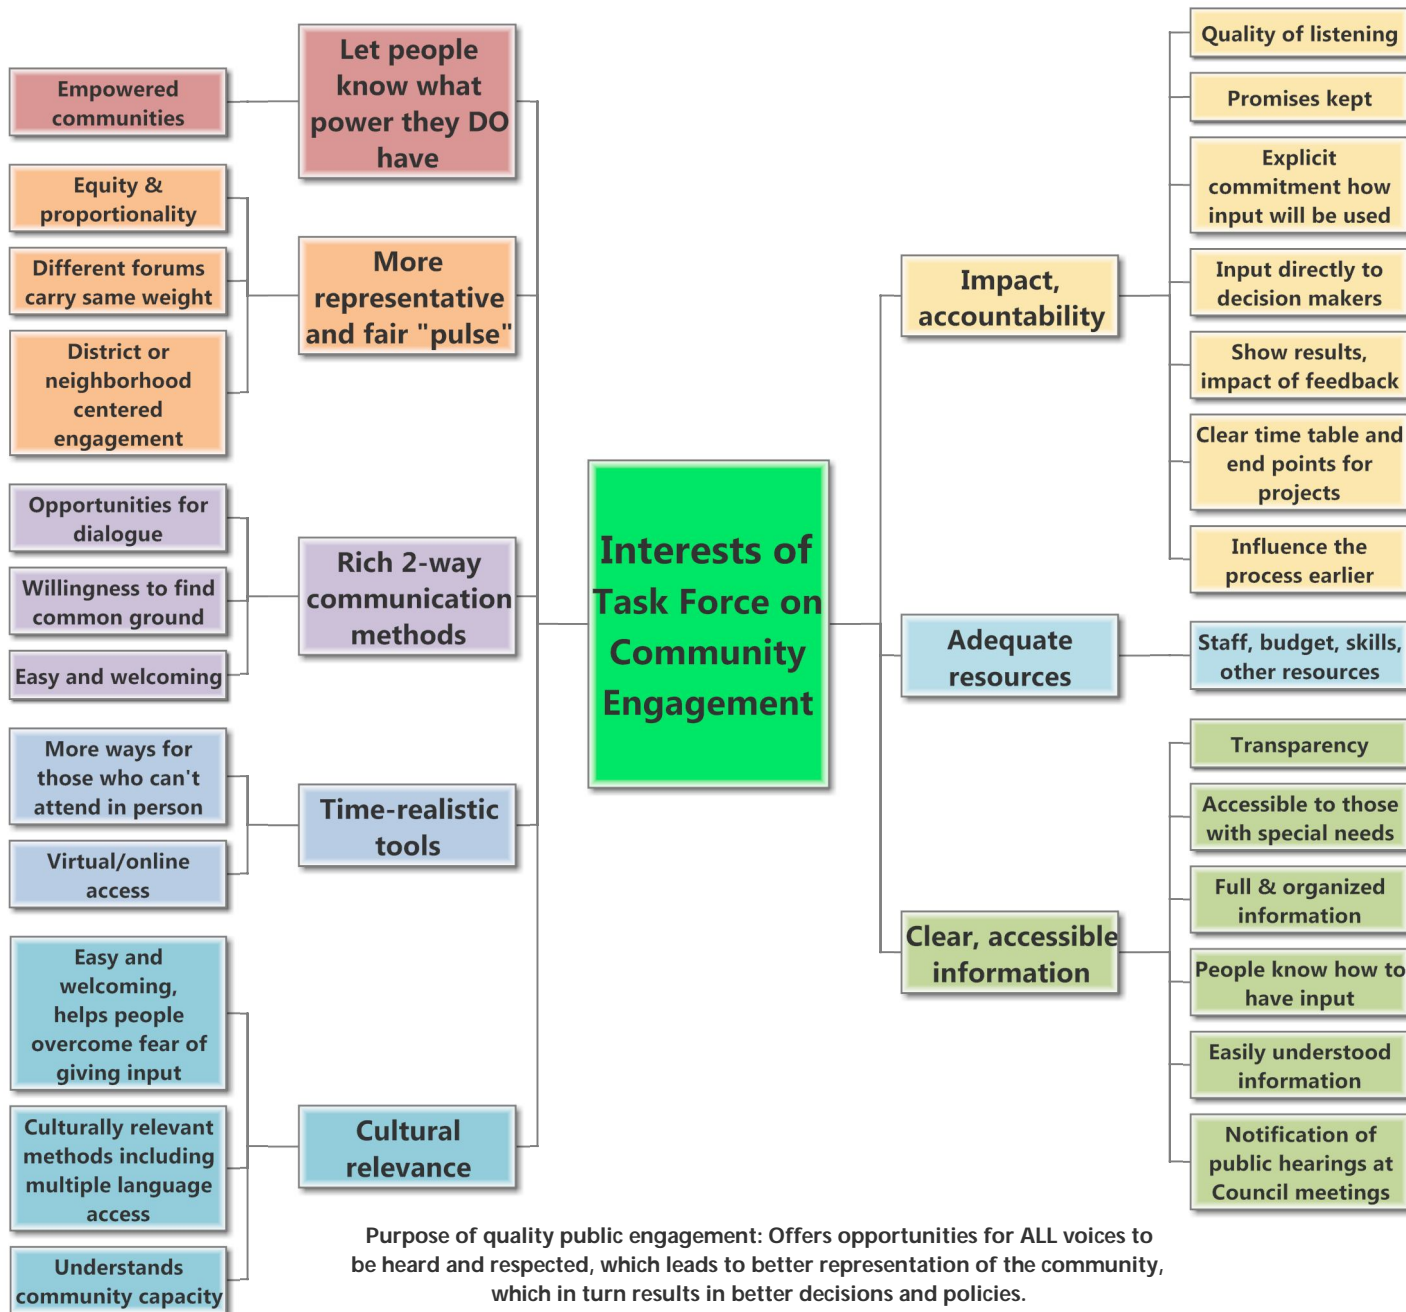 Let people
know what
power they DO
have
Empowered
communities
More
representative
and fair "pulse"
Equity &
proportionality
Different forums
carry same weight
District or
neighborhood
centered
engagement
Rich 2-way
communication
methods
Opportunities for
dialogue
Willingness to find
common ground
Easy and welcoming
Time-realistic
tools
More ways for
those who can't
attend in person
Virtual/online
access
Cultural
relevance
Easy and
welcoming,
helps people
overcome fear of
giving input
Culturally relevant
methods including
multiple language
access
Understands
community capacity
Interests of
Task Force on
Community
Engagement
Impact,
accountability
Quality of listening
Promises kept
Explicit
commitment how
input will be used
Input directly to
decision makers
Show results,
impact of feedback
Clear time table and
end points for
projects
Influence the
process earlier
Adequate
resources
Staff, budget, skills,
other resources
Clear, accessible
information
Transparency
Accessible to those
with special needs
Full & organized
information
People know how to
have input
Easily understood
information
Notification of
public hearings at
Council meetings
Purpose of quality public engagement: Offers opportunities for ALL voices to
be heard and respected, which leads to better representation of the community,
which in turn results in better decisions and policies.